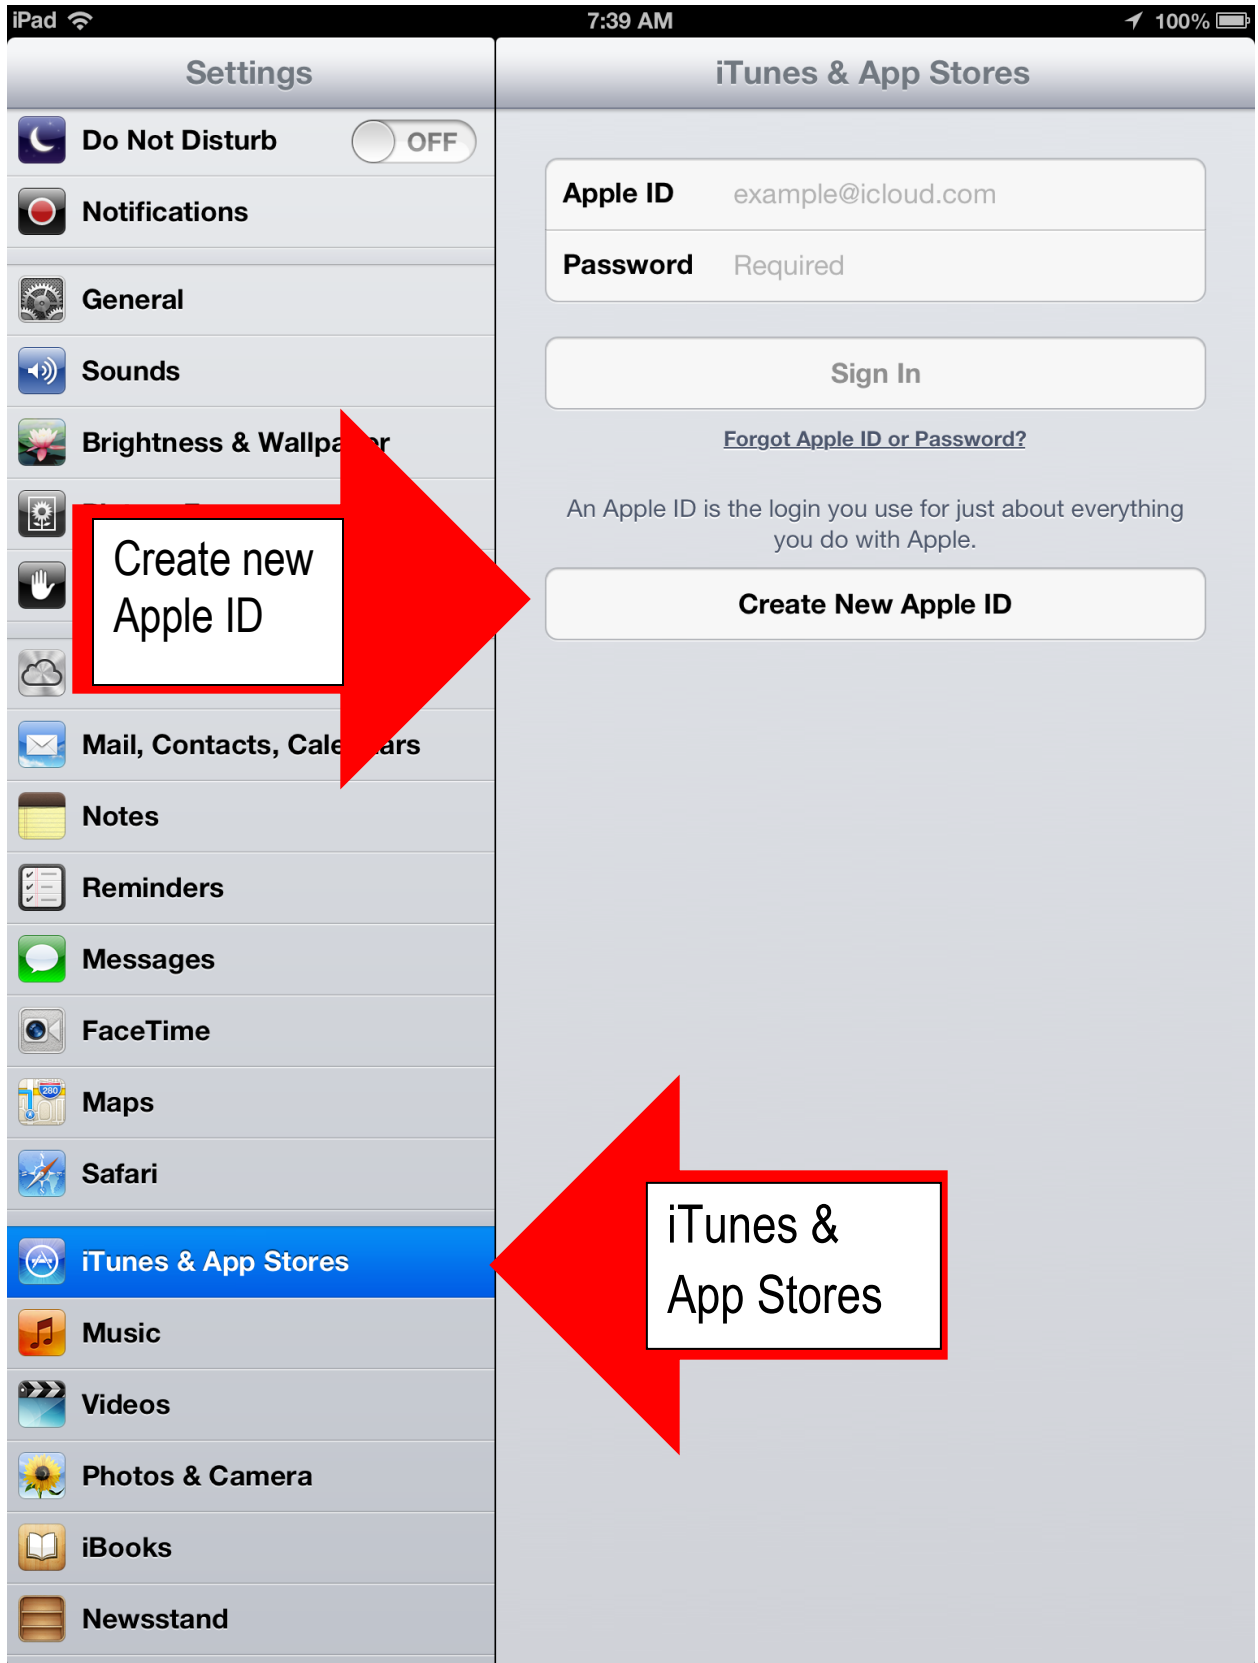 iPad
7:39 AM
100%
Settings
iTunes & App Stores
Do Not Disturb
OFF
Notifications
General
Sounds
Brightness & Wallpaper
Create new
Apple ID
Mail, Contacts, Calendars
Notes
Reminders
Messages
FaceTime
Maps
280
Safari
iTunes & App Stores
Music
Videos
Photos & Camera
iBooks
Newsstand
Apple ID
example@icloud.com
Password
Required
Sign In
Forgot Apple ID or Password?
An Apple ID is the login you use for just about everything
you do with Apple.
Create New Apple ID
iTunes &
App Stores